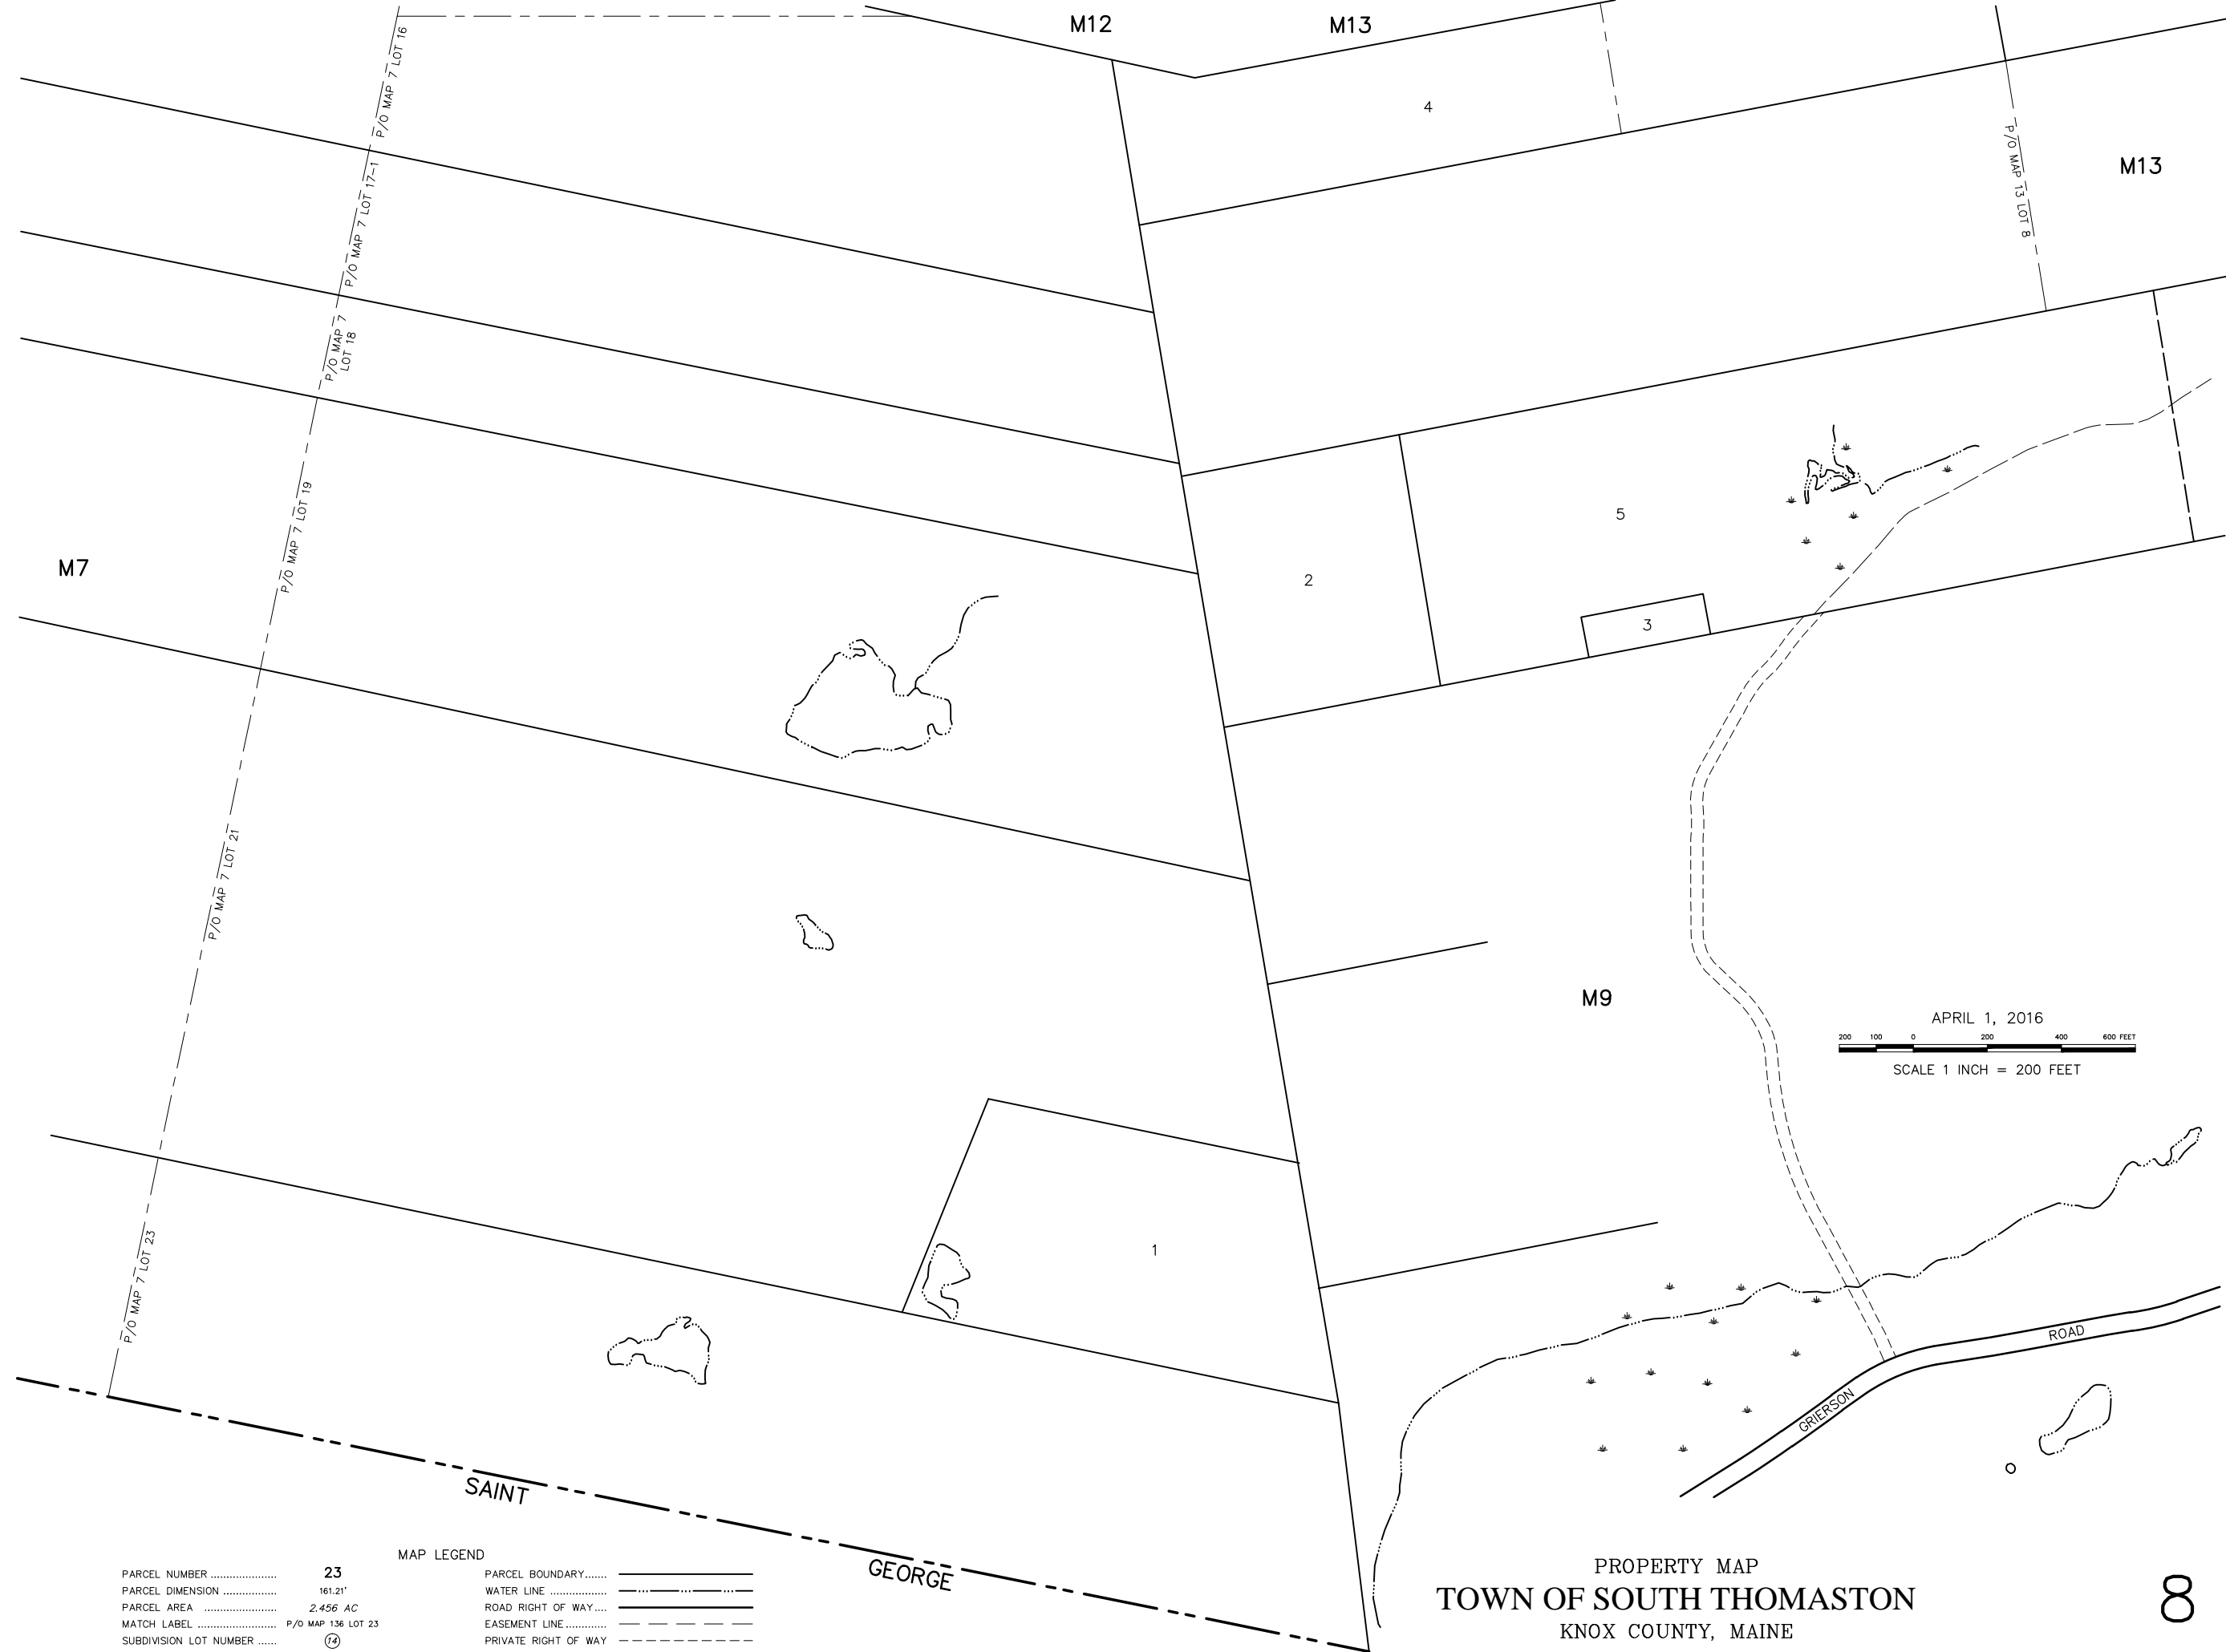 M12
M13
P/O MAP 7 LOT 16
4
P/O MAP 13 LOT 8
M13
P/O MAP 7 LOT 17-1
P/O MAP 7
LOT 18
P/O MAP 7 LOT 19
M7
5
2
3
P/O MAP 7 LOT 21
M9
APRIL 1, 2016
200 100 0 200 400 600 FEET
SCALE 1 INCH = 200 FEET
1
P/O MAP 7 LOT 23
GRIERSON ROAD
SAINT GEORGE
MAP LEGEND
PARCEL NUMBER .................... 23
PARCEL DIMENSION ................. 161.21'
PARCEL AREA ....................... 2.456 AC
MATCH LABEL ......................... P/O MAP 136 LOT 23
SUBDIVISION LOT NUMBER ...... 14
PARCEL BOUNDARY.......
WATER LINE ..................
ROAD RIGHT OF WAY....
EASEMENT LINE.............
PRIVATE RIGHT OF WAY
PROPERTY MAP
TOWN OF SOUTH THOMASTON
KNOX COUNTY, MAINE
8